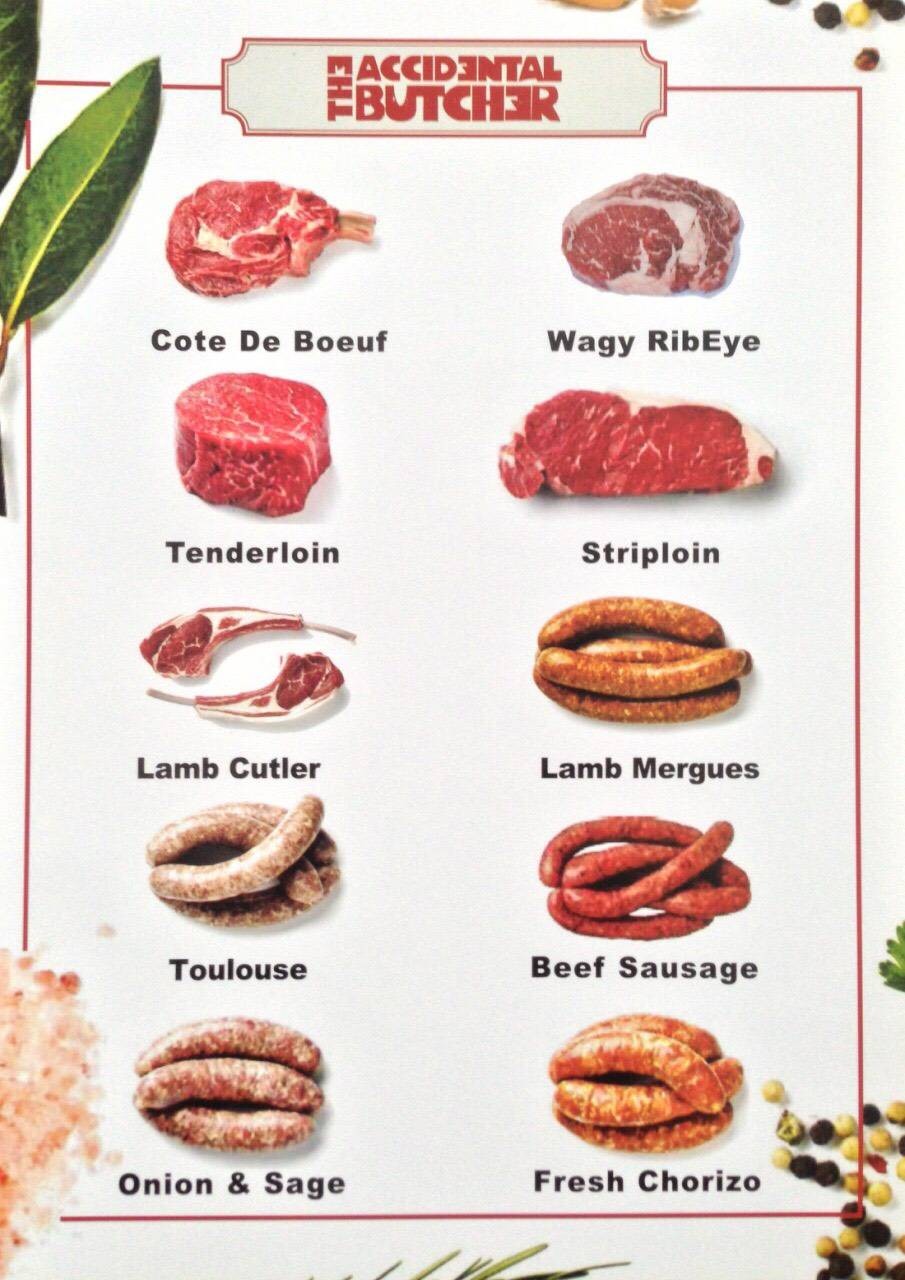 THE ACCIDENTAL
BUTCHER
Cote De Boeuf
Wagy RibEye
Tenderloin
Striploin
Lamb Cutler
Lamb Mergues
Toulouse
Beef Sausage
Onion & Sage
Fresh Chorizo